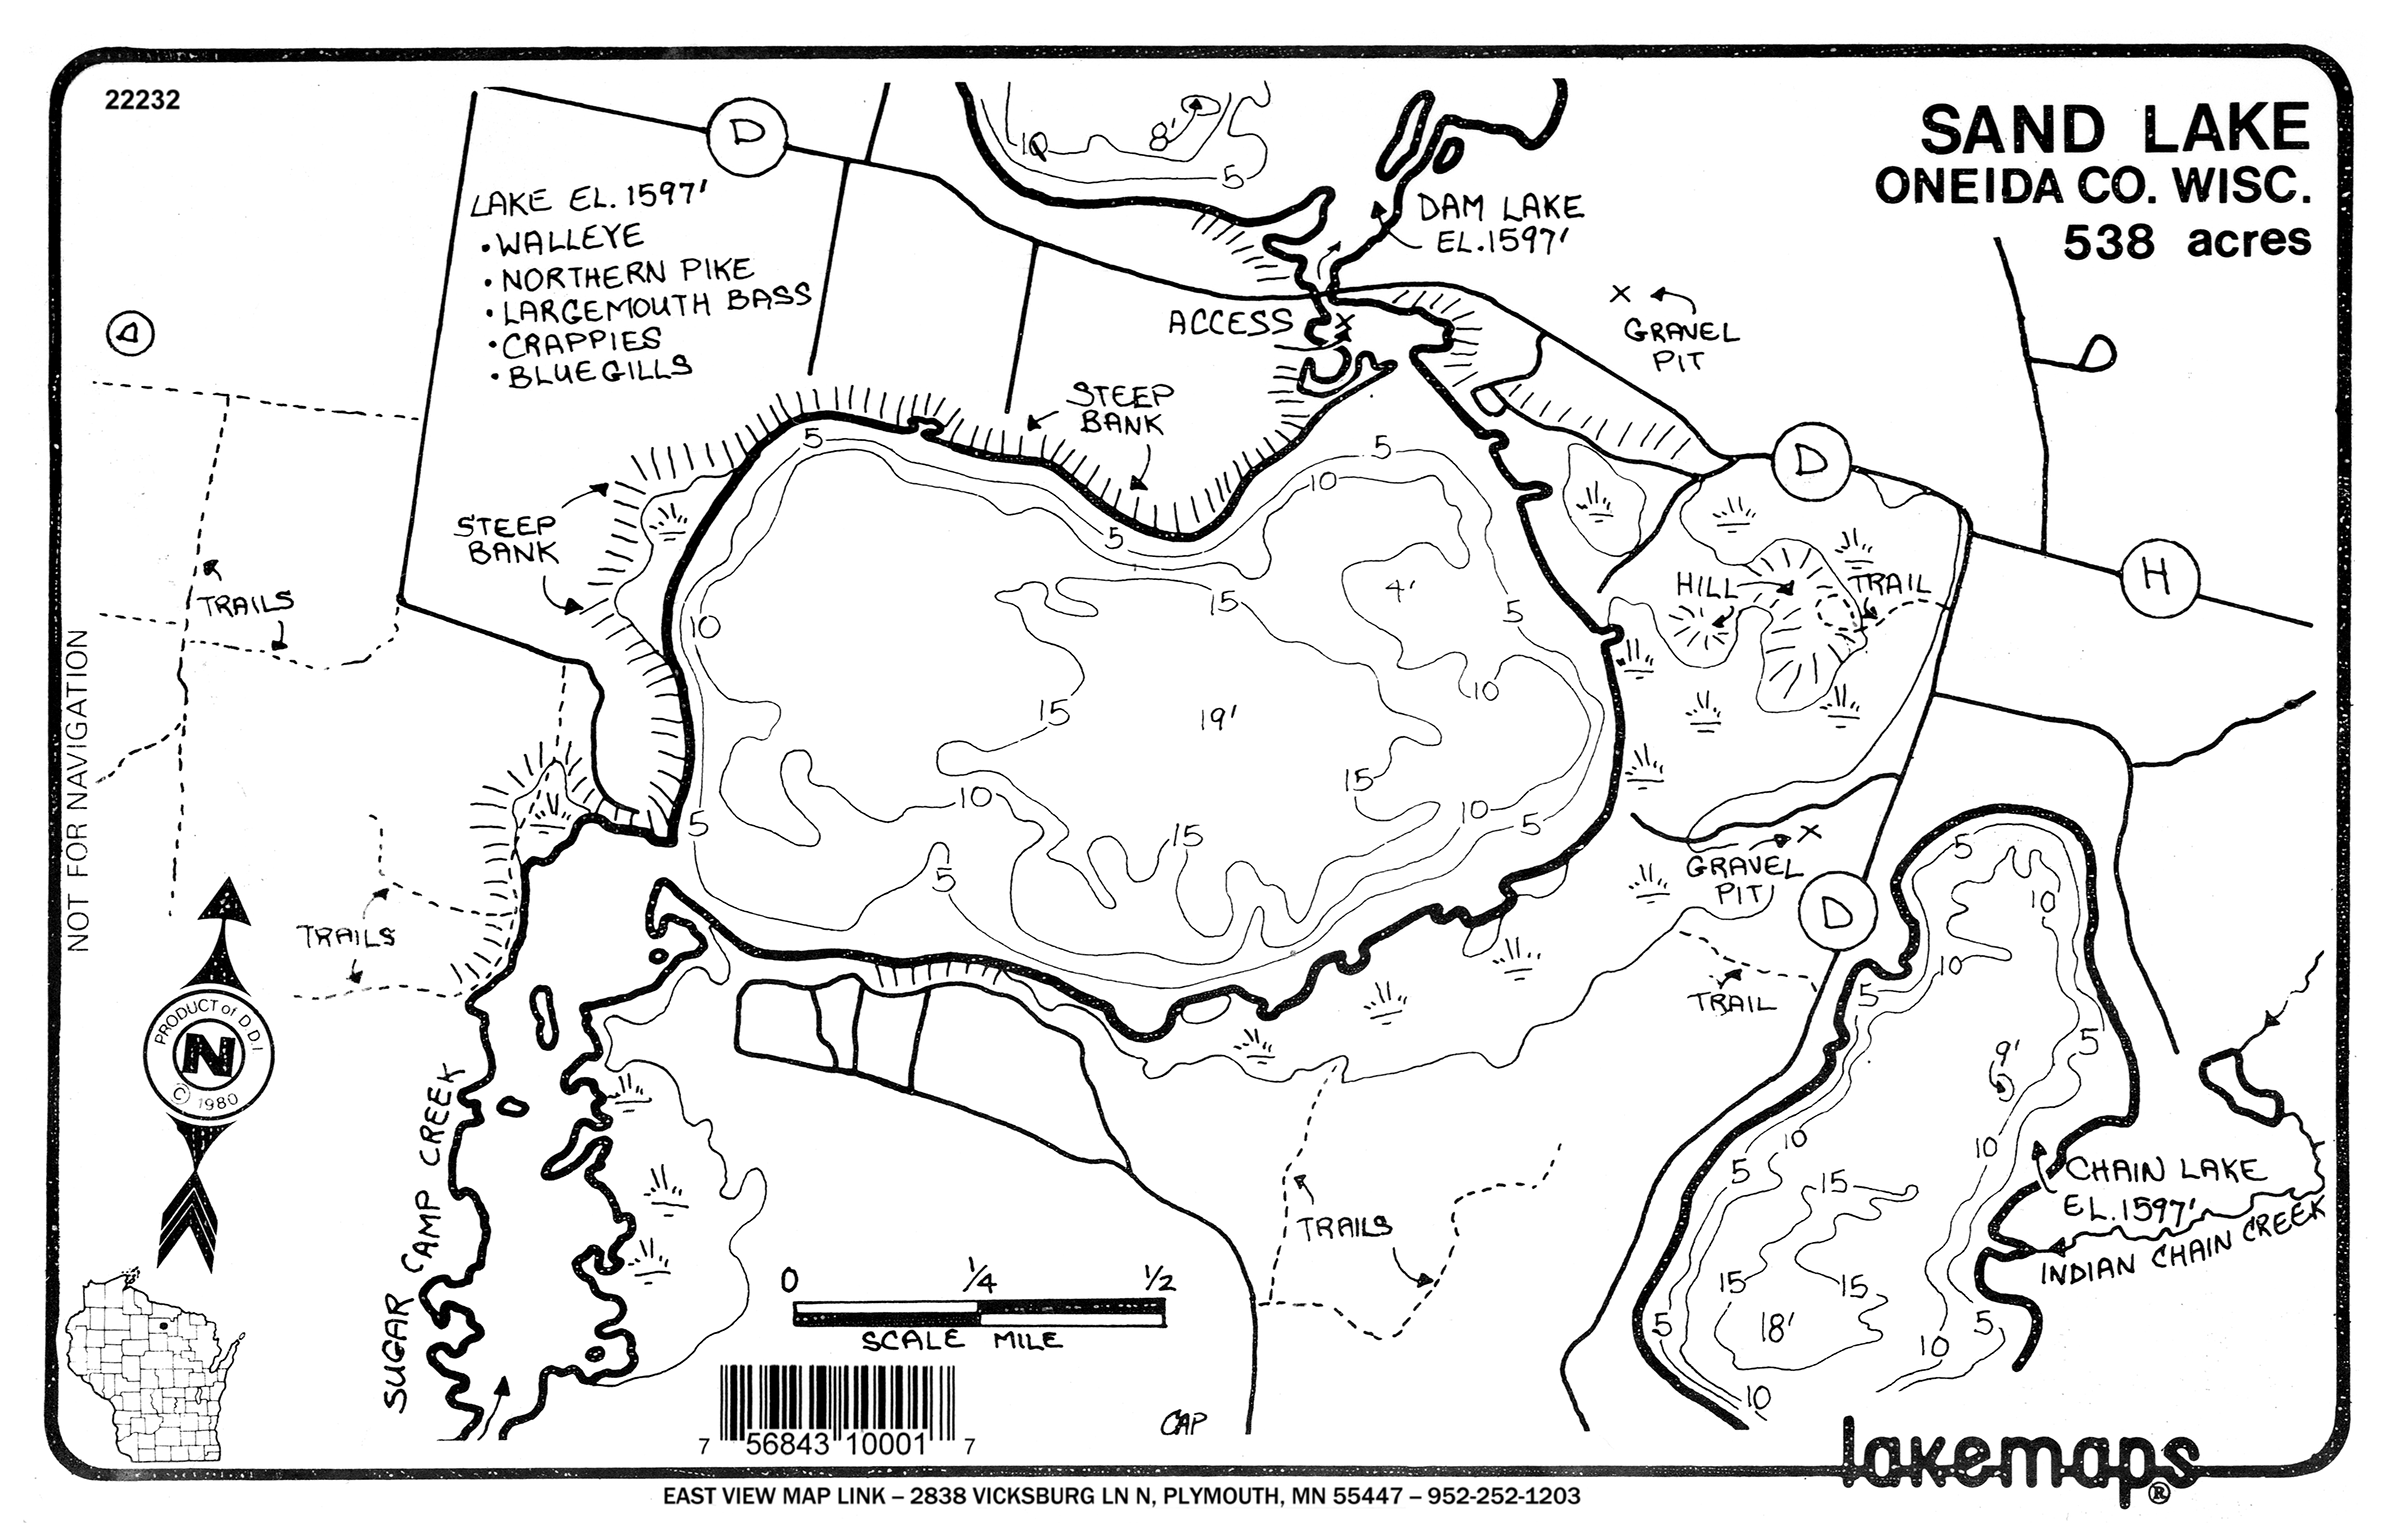 22232
SAND LAKE
ONEIDA CO. WISC.
538 acres
D
10
8'
5
LAKE EL. 1597'
• WALLEYE
• NORTHERN PIKE
• LARGEMOUTH BASS
• CRAPPIES
• BLUEGILLS
DAM LAKE
EL. 1597'
GRAVEL
PIT
ACCESS
STEEP
BANK
STEEP
BANK
D
H
HILL
TRAIL
TRAILS
NOT FOR NAVIGATION
5
5
10
5
4'
15
5
10
10
15
19'
15
10
10
5
5
15
5
GRAVEL
PIT
D
TRAIL
TRAILS
PRODUCT of D.D.I
N
© 1980
SUGAR CAMP CREEK
TRAILS
5
10
10
5
5
9'
10
10
5
15
15
15
18'
5
10
5
10
CHAIN LAKE
EL. 1597'
INDIAN CHAIN CREEK
0 1/4 1/2
SCALE MILE
7 56843 10001 7
CAP
lakemaps®
EAST VIEW MAP LINK – 2838 VICKSBURG LN N, PLYMOUTH, MN 55447 – 952-252-1203